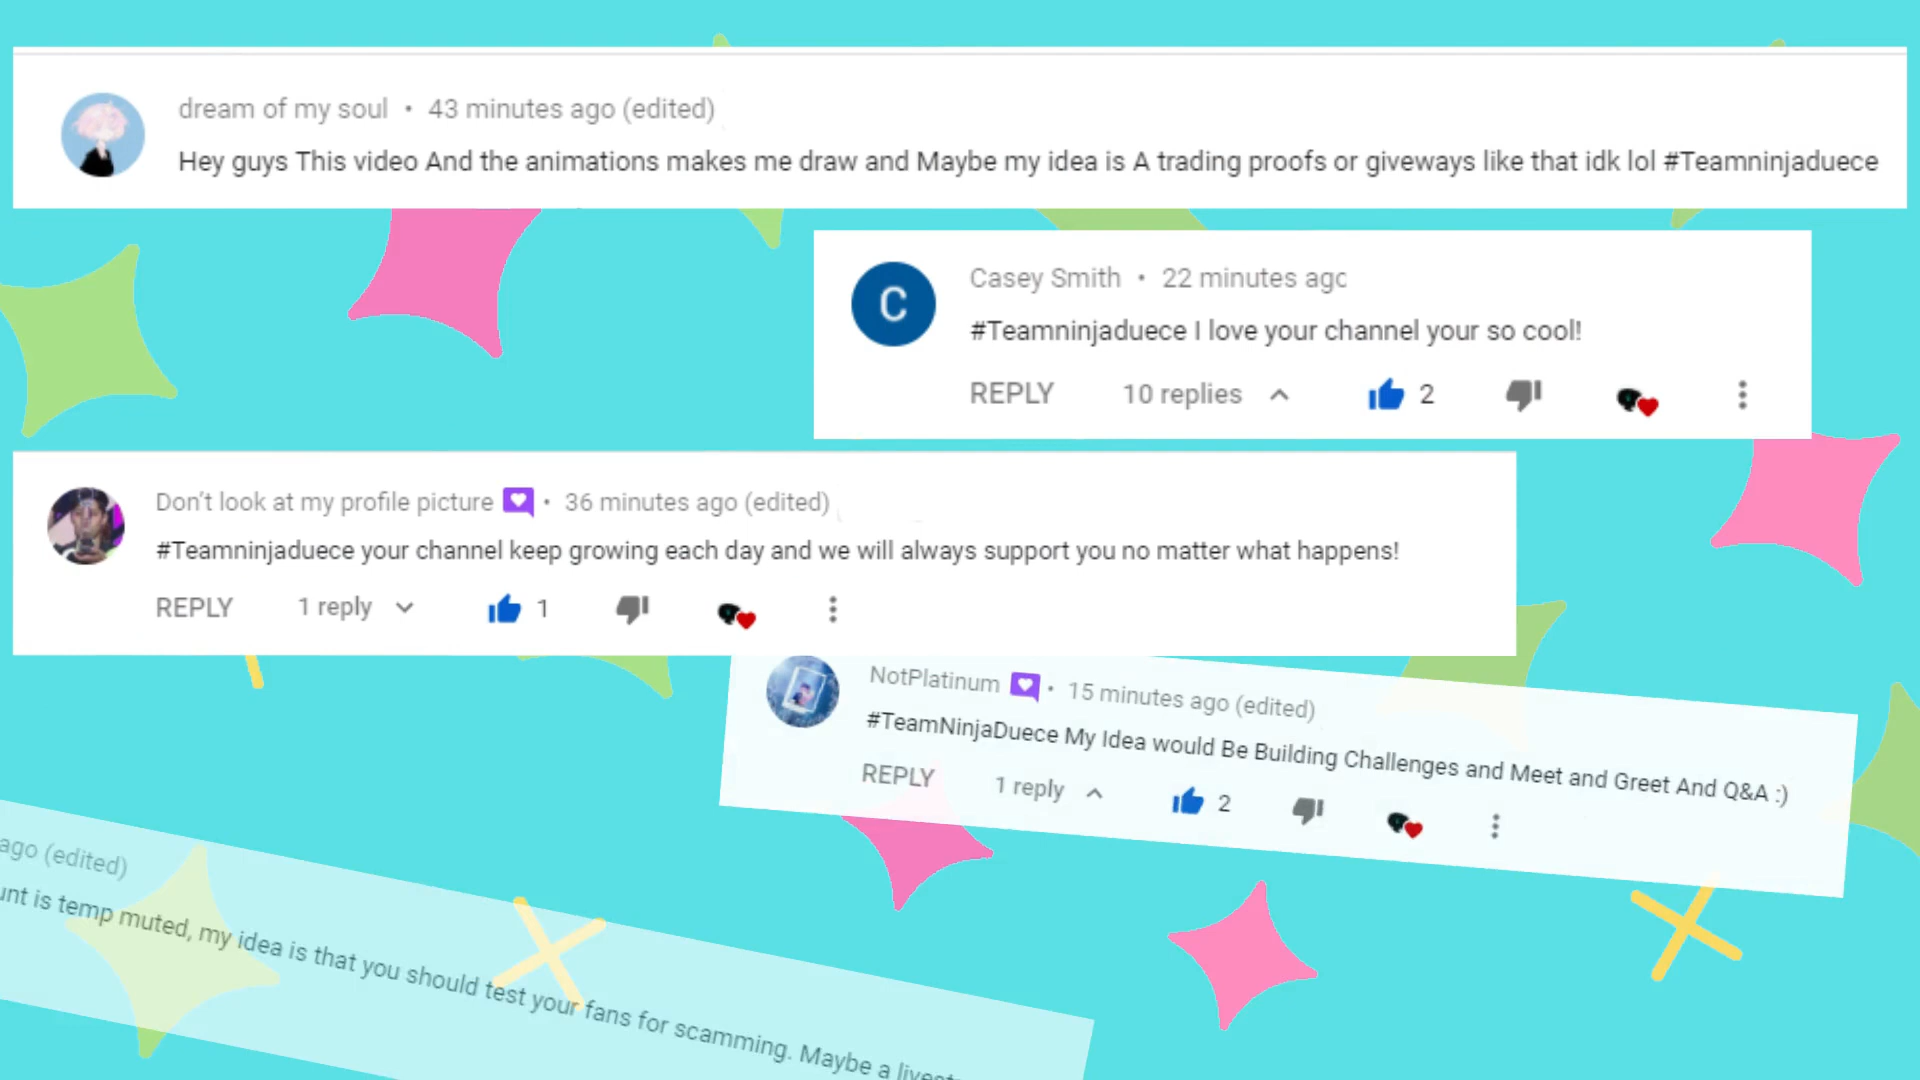 dream of my soul • 43 minutes ago (edited)
Hey guys This video And the animations makes me draw and Maybe my idea is A trading proofs or giveways like that idk lol #Teamninjaduece
C
Casey Smith • 22 minutes ago
#Teamninjaduece I love your channel your so cool!
REPLY 10 replies 2
Don't look at my profile picture • 36 minutes ago (edited)
#Teamninjaduece your channel keep growing each day and we will always support you no matter what happens!
REPLY 1 reply 1
NotPlatinum • 15 minutes ago (edited)
#TeamNinjaDuece My Idea would Be Building Challenges and Meet and Greet And Q&A :)
REPLY 1 reply 2
ago (edited)
is temp muted, my idea is that you should test your fans for scamming. Maybe a